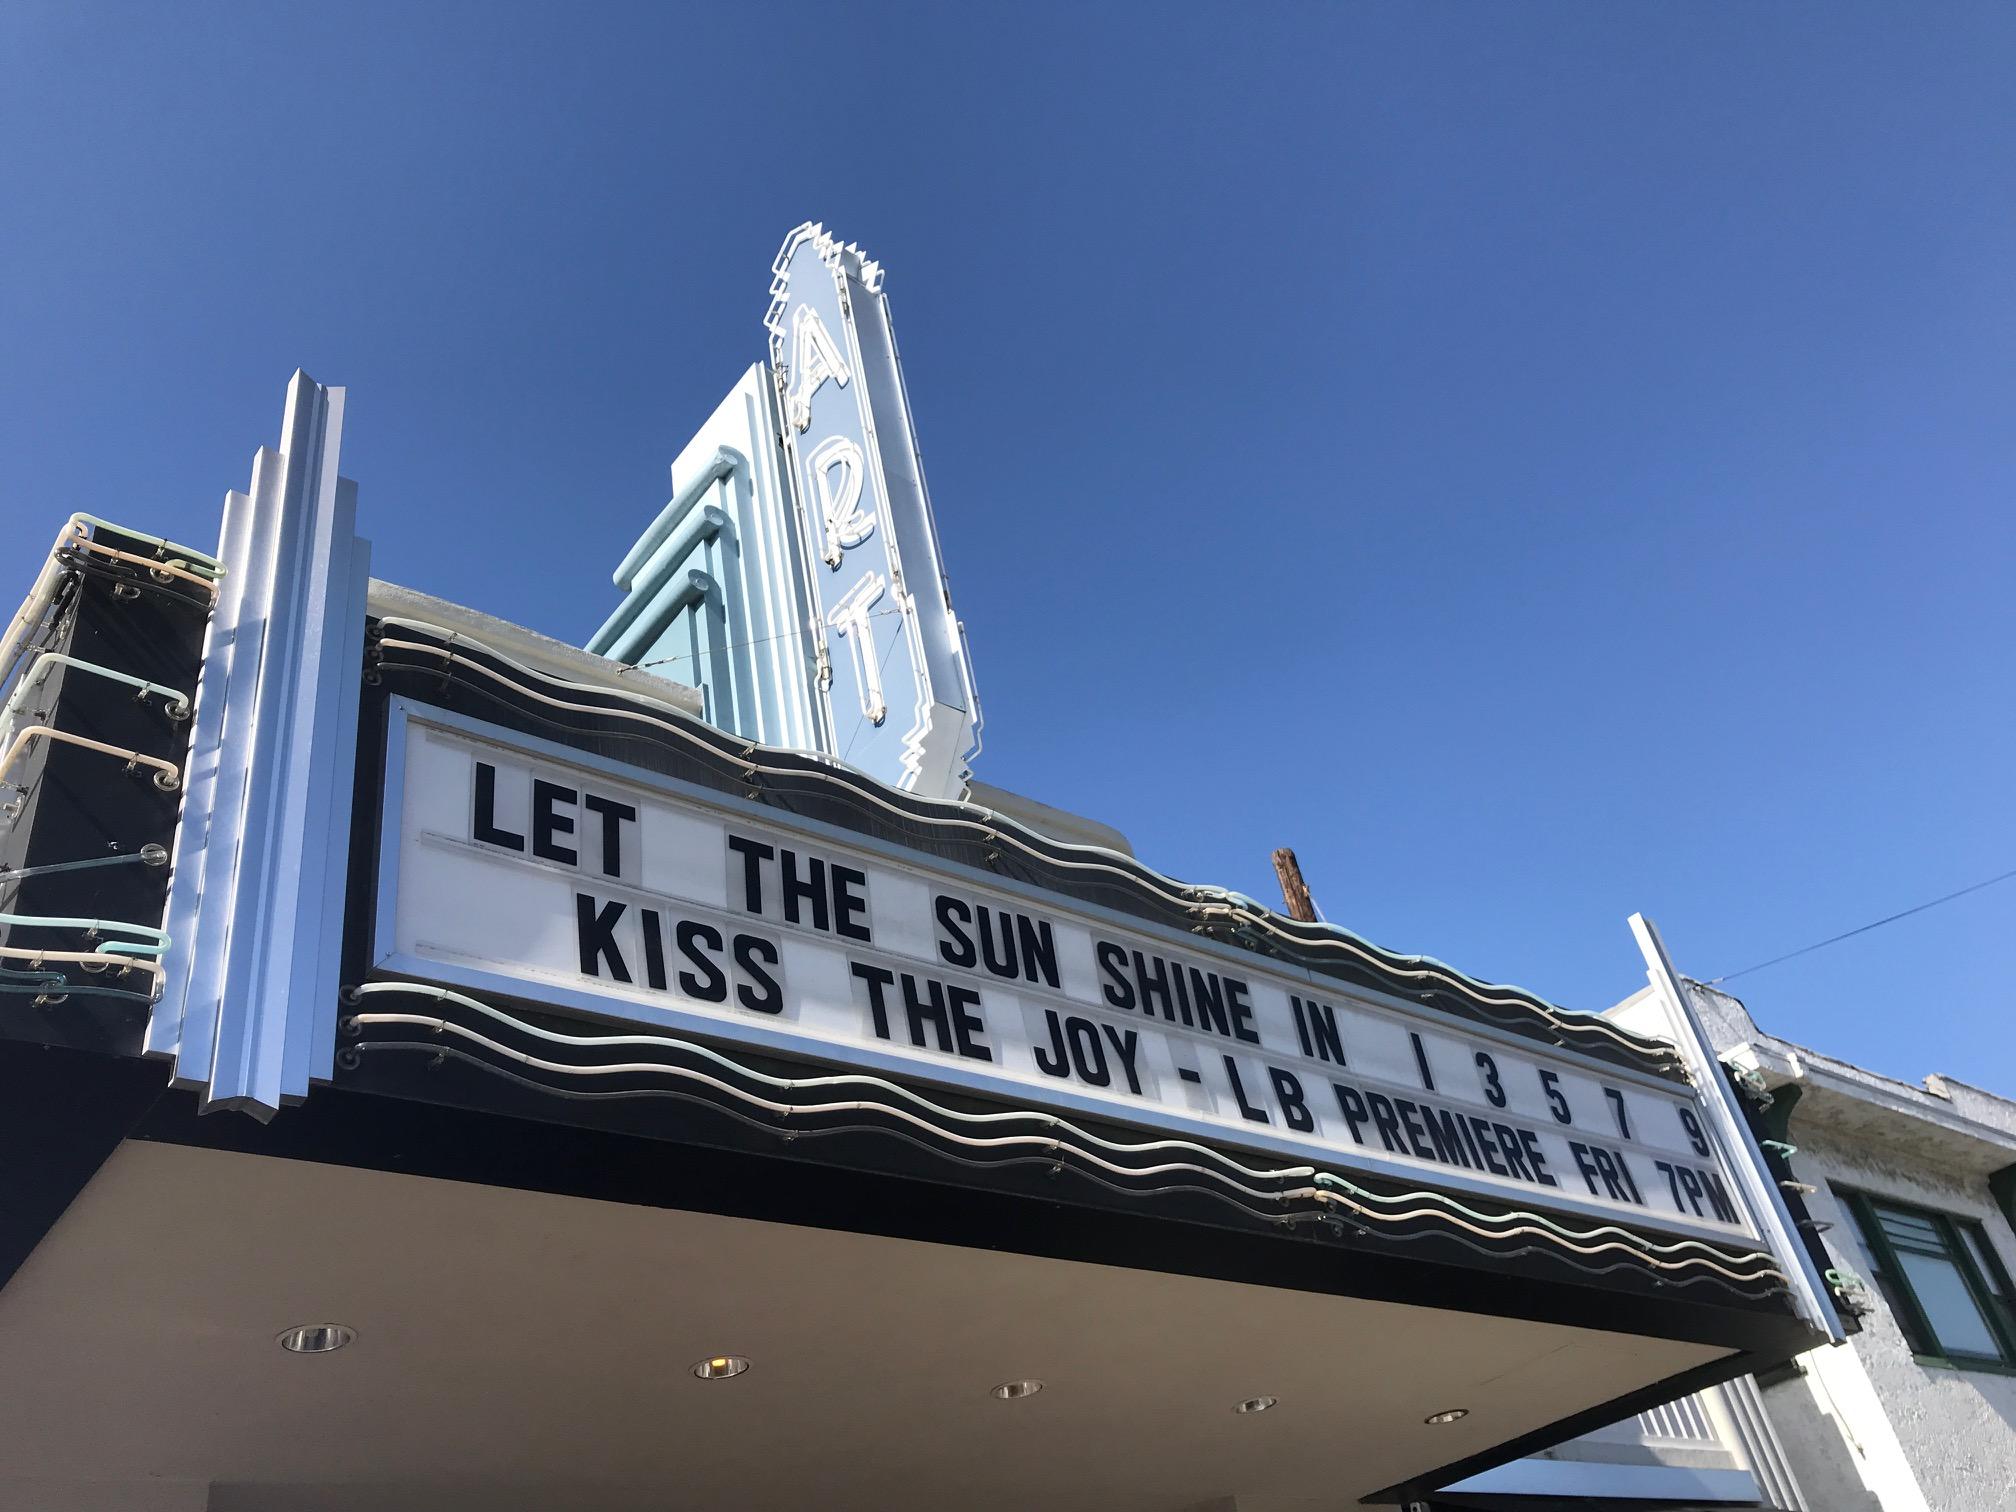 ART
LET THE SUN SHINE IN 1 3 5 7 9
KISS THE JOY - LB PREMIERE FRI 7PM